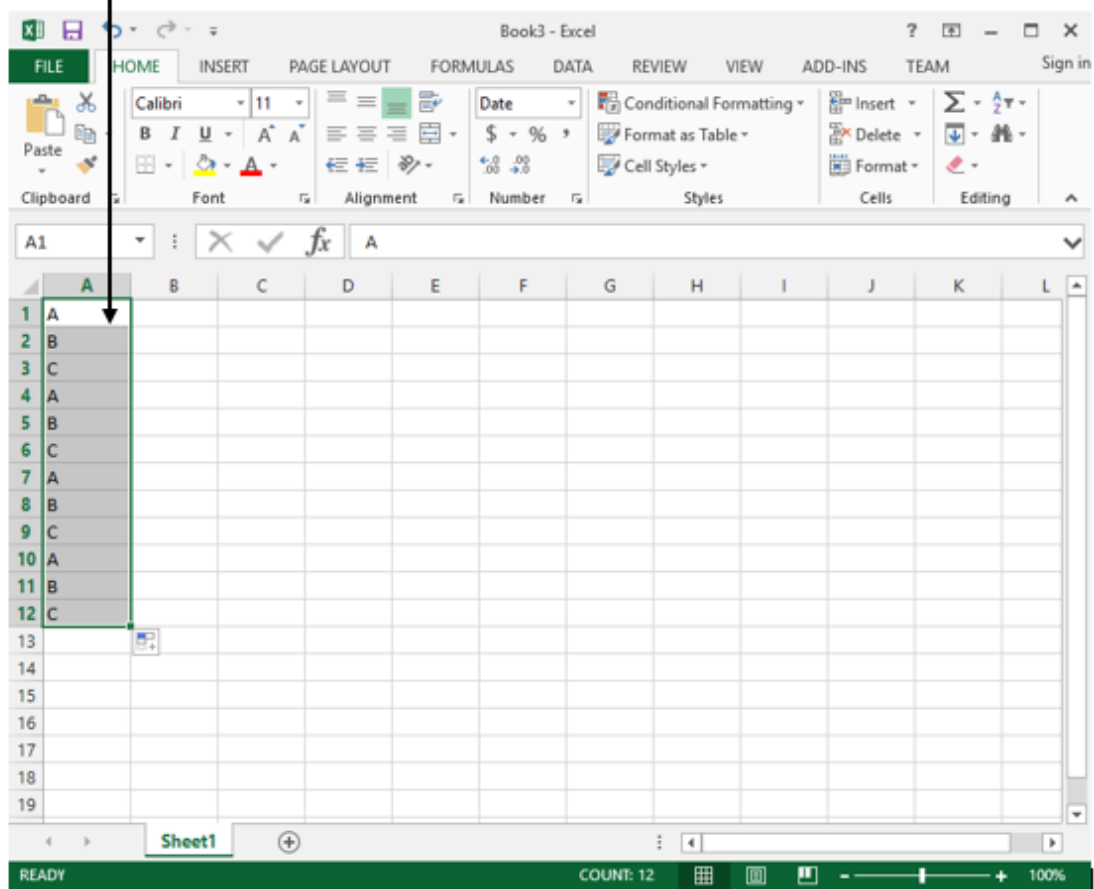 Book3 - Excel ?
FILE HOME INSERT PAGE LAYOUT FORMULAS DATA REVIEW VIEW ADD-INS TEAM Sign in
Calibri 11 Date Conditional Formatting Insert
Paste B I U A A $ % , Format as Table Delete
A .00 .0 Cell Styles Format
Clipboard Font Alignment Number Styles Cells Editing
A1 fx A
A B C D E F G H I J K L
1 A
2 B
3 C
4 A
5 B
6 C
7 A
8 B
9 C
10 A
11 B
12 C
13
14
15
16
17
18
19
Sheet1
READY COUNT: 12 - + 100%